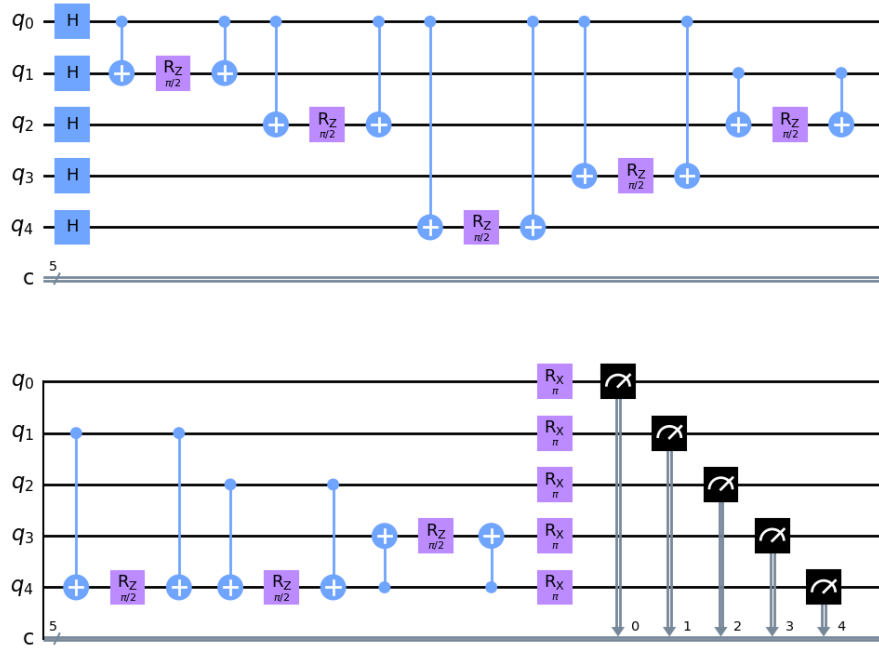 q0 H
q1 H RZ π/2 RZ π/2
q2 H RZ π/2
q3 H RZ π/2
q4 H RZ π/2
c 5
q0 RX π
q1 RX π
q2 RX π
q3 RZ π/2 RX π
q4 RZ π/2 RZ π/2 RX π
c 5 0 1 2 3 4